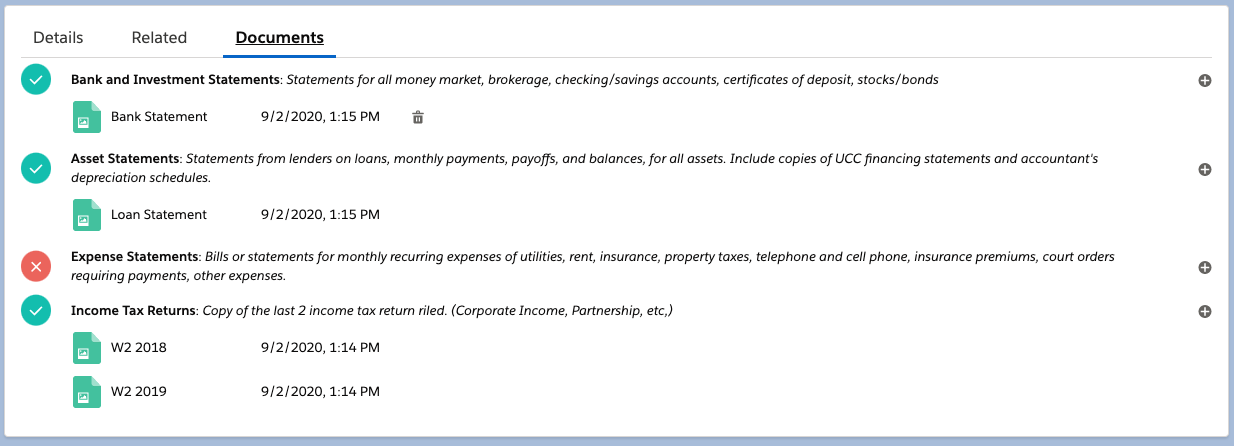 Details Related Documents
Bank and Investment Statements: Statements for all money market, brokerage, checking/savings accounts, certificates of deposit, stocks/bonds
Bank Statement 9/2/2020, 1:15 PM
Asset Statements: Statements from lenders on loans, monthly payments, payoffs, and balances, for all assets. Include copies of UCC financing statements and accountant's
depreciation schedules.
Loan Statement 9/2/2020, 1:15 PM
Expense Statements: Bills or statements for monthly recurring expenses of utilities, rent, insurance, property taxes, telephone and cell phone, insurance premiums, court orders
requiring payments, other expenses.
Income Tax Returns: Copy of the last 2 income tax return riled. (Corporate Income, Partnership, etc,)
W2 2018 9/2/2020, 1:14 PM
W2 2019 9/2/2020, 1:14 PM